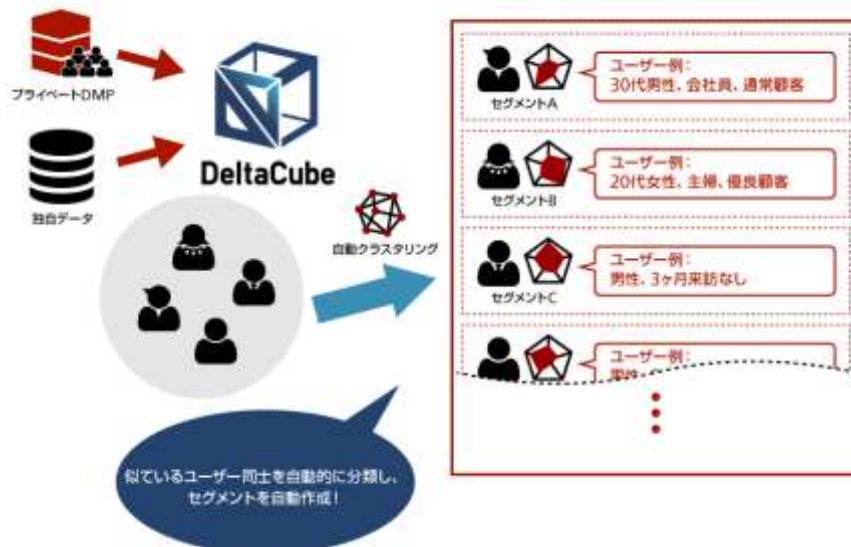 プライベートDMP
独自データ
DeltaCube
自動クラスタリング
似ているユーザー同士を自動的に分類し、
セグメントを自動作成!
セグメントA
ユーザー例:
30代男性、会社員、通常顧客
セグメントB
ユーザー例:
20代女性、主婦、優良顧客
セグメントC
ユーザー例:
男性、3ヶ月来訪なし
ユーザー例: